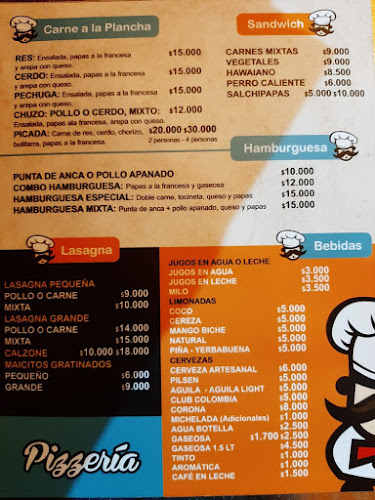 Carne a la Plancha
RES: Ensalada, papas a la francesa $15.000
y arepa con queso.
CERDO: Ensalada, papas a la francesa $15.000
y arepa con queso.
PECHUGA: Ensalada, papas a la francesa $15.000
y arepa con queso.
CHUZO: POLLO O CERDO, MIXTO: $12.000
Ensalada, papas ala francesa, arepa con queso.
PICADA: Carne de res, cerdo, chorizo, $20.000 $30.000
butifarra, papas a la francesa. 2 personas - 4 personas
Sandwich
CARNES MIXTAS $9.000
VEGETALES $9.000
HAWAIANO $8.500
PERRO CALIENTE $6.000
SALCHIPAPAS $5.000 $10.000
Hamburguesa
PUNTA DE ANCA O POLLO APANADO $10.000
COMBO HAMBURGUESA: Papas a la francesa y gaseosa $12.000
HAMBURGUESA ESPECIAL: Doble carne, tocineta, queso y papas $15.000
HAMBURGUESA MIXTA: Punta de anca + pollo apanado, queso y papas $15.000
Lasagna
LASAGNA PEQUEÑA
POLLO O CARNE $9.000
MIXTA $10.000
LASAGNA GRANDE
POLLO O CARNE $14.000
MIXTA $15.000
CALZONE $10.000 $18.000
MAICITOS GRATINADOS
PEQUEÑO $6.000
GRANDE $9.000
Pizzería
Bebidas
JUGOS EN AGUA O LECHE
JUGOS EN AGUA $3.000
JUGOS EN LECHE $3.500
MILO $3.500
LIMONADAS
COCO $5.000
CEREZA $5.000
MANGO BICHE $5.000
NATURAL $5.000
PIÑA - YERBABUENA $5.000
CERVEZAS
CERVEZA ARTESANAL $6.000
PILSEN $5.000
AGUILA - AGUILA LIGHT $5.000
CLUB COLOMBIA $5.000
CORONA $8.000
MICHELADA (Adicionales) $1.000
AGUA BOTELLA $2.500
GASEOSA $1.700 $2.500
GASEOSA 1.5 LT $4.500
TINTO $1.000
AROMÁTICA $1.000
CAFÉ EN LECHE $1.500